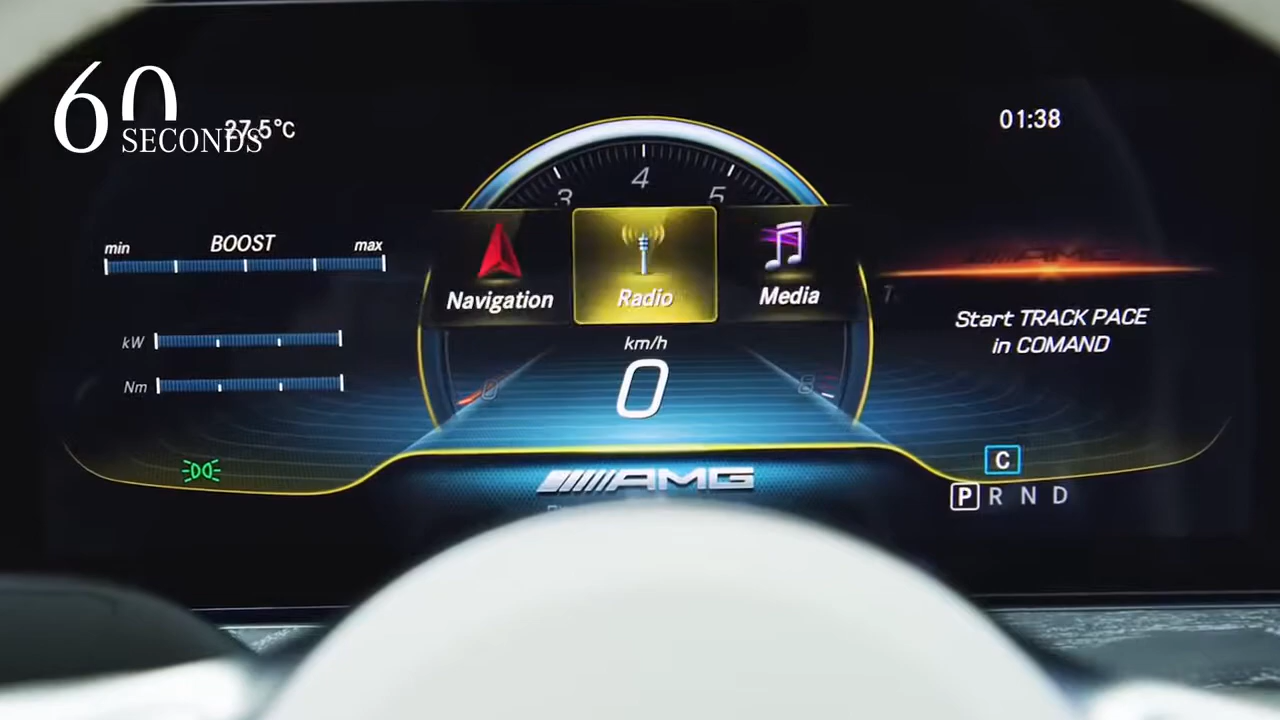 60
SECONDS
27.5°C
01:38
3 4 5
min BOOST max
Navigation Radio Media
Start TRACK PACE
in COMAND
kW
km/h
0
Nm
AMG
C
P R N D